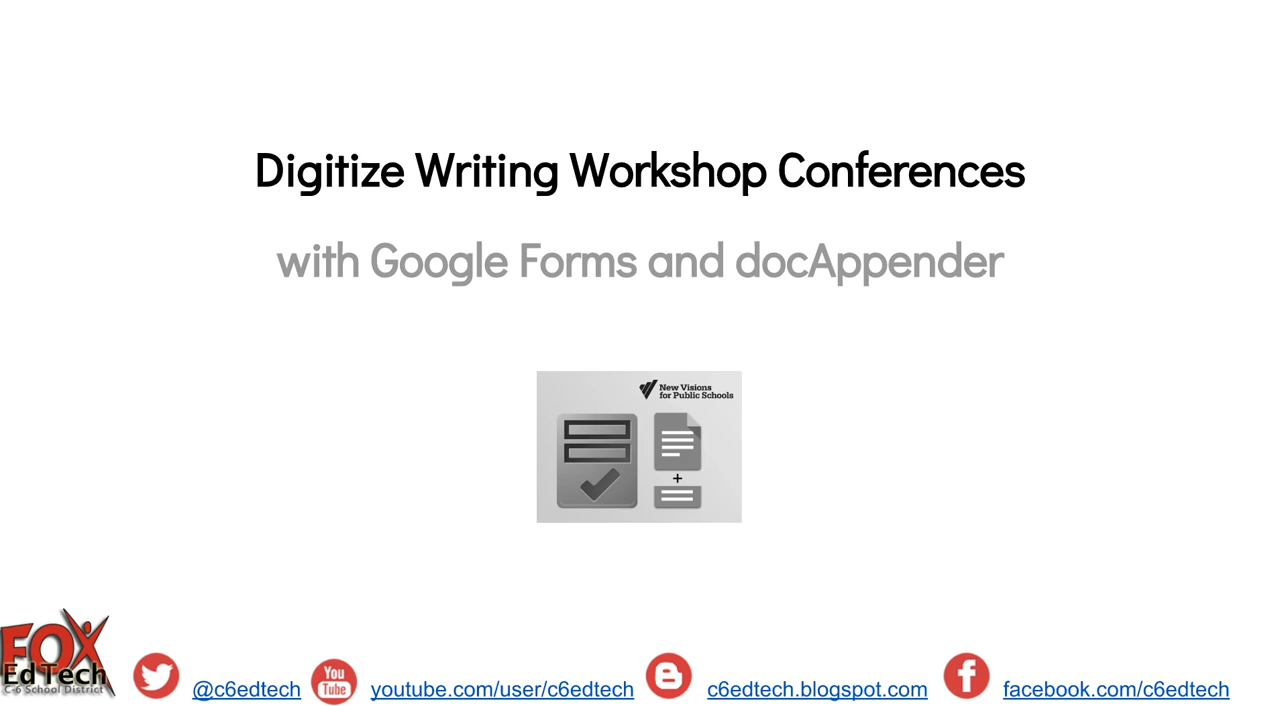 Digitize Writing Workshop Conferences
with Google Forms and docAppender
New Visions
for Public Schools
+
FOX
Ed Tech
C-6 School District
@c6edtech
You
Tube
youtube.com/user/c6edtech
c6edtech.blogspot.com
facebook.com/c6edtech